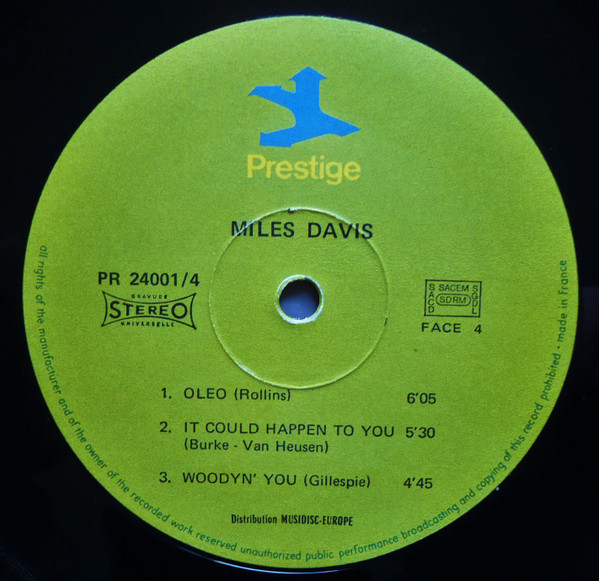 Prestige
MILES DAVIS
PR 24001/4
GRAVURE
STEREO
UNIVERSELLE
SACD SACEM SDRM SGLL
FACE 4
1. OLEO (Rollins) 6'05
2. IT COULD HAPPEN TO YOU 5'30
(Burke - Van Heusen)
3. WOODYN' YOU (Gillespie) 4'45
Distribution MUSIDISC-EUROPE
all rights of the manufacturer and of the owner of the recorded work reserved unauthorized public performance broadcasting and copying of this record prohibited - made in France